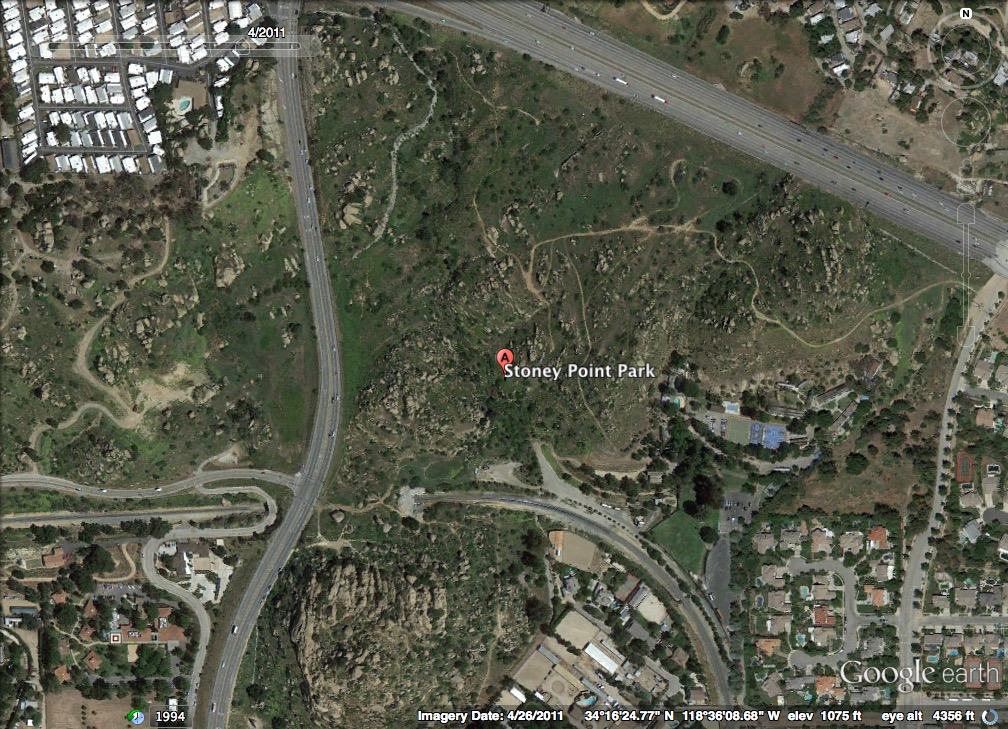 4/2011
N
A
Stoney Point Park
Google earth
1994
Imagery Date: 4/26/2011 34°16'24.77" N 118°36'08.68" W elev 1075 ft eye alt 4356 ft